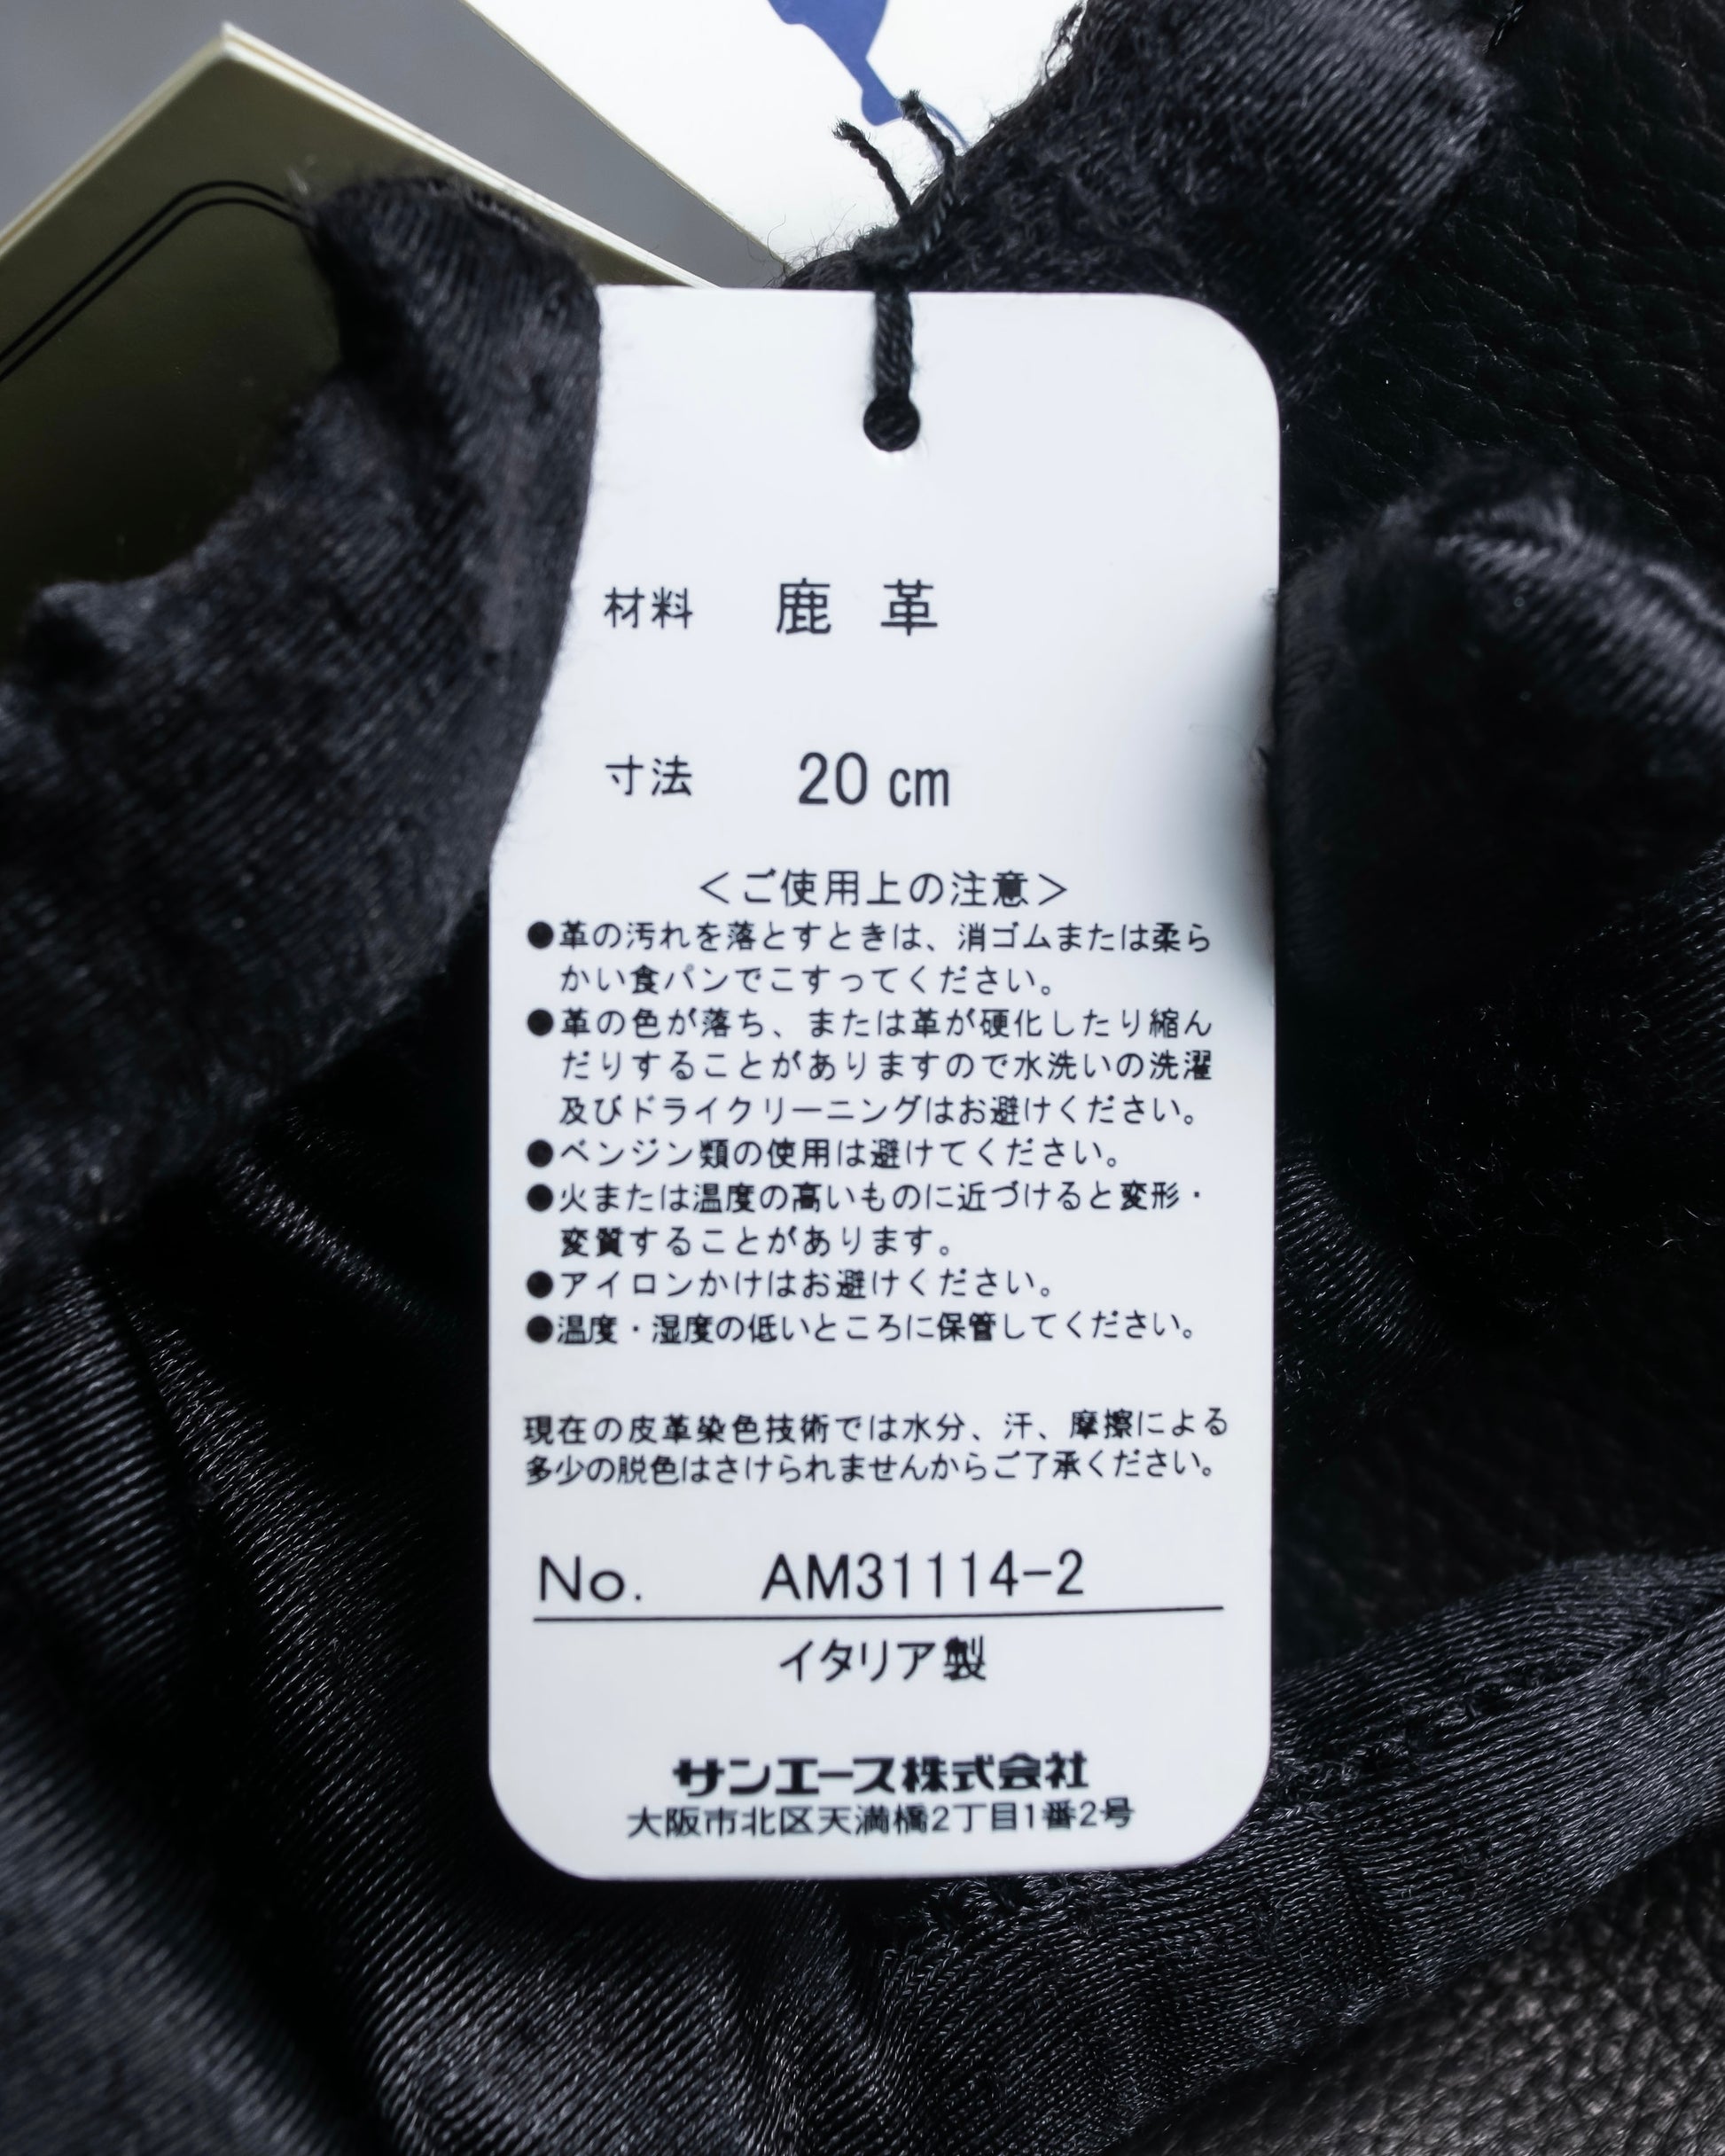 材料 鹿革
寸法 20 cm
＜ご使用上の注意＞
●革の汚れを落とすときは、消ゴムまたは柔ら
かい食パンでこすってください。
●革の色が落ち、または革が硬化したり縮ん
だりすることがありますので水洗いの洗濯
及びドライクリーニングはお避けください。
●ベンジン類の使用は避けてください。
●火または温度の高いものに近づけると変形・
変質することがあります。
●アイロンかけはお避けください。
●温度・湿度の低いところに保管してください。
現在の皮革染色技術では水分、汗、摩擦による
多少の脱色はさけられませんからご了承ください。
No. AM31114-2
イタリア製
サンエース株式会社
大阪市北区天満橋2丁目1番2号